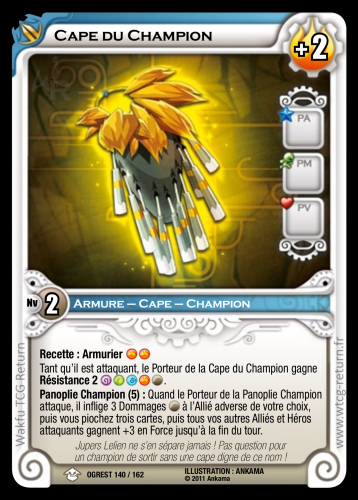 CAPE DU CHAMPION
+2
PA
PM
PV
Nv 2 ARMURE – CAPE – CHAMPION
Recette : Armurier
Tant qu'il est attaquant, le Porteur de la Cape du Champion gagne
Résistance 2 .
Panoplie Champion (5) : Quand le Porteur de la Panoplie Champion
attaque, il inflige 3 Dommages à l'Allié adverse de votre choix,
puis vous piochez trois cartes, puis tous vos autres Alliés et Héros
attaquants gagnent +3 en Force jusqu'à la fin du tour.
Jupers Lelien ne s'en sépare jamais ! Pas question pour
un champion de sortir sans une cape digne de ce nom !
OGREST 140 / 162
ILLUSTRATION : ANKAMA
© 2011 Ankama
Wakfu TCG Return
www.wtcg-return.fr